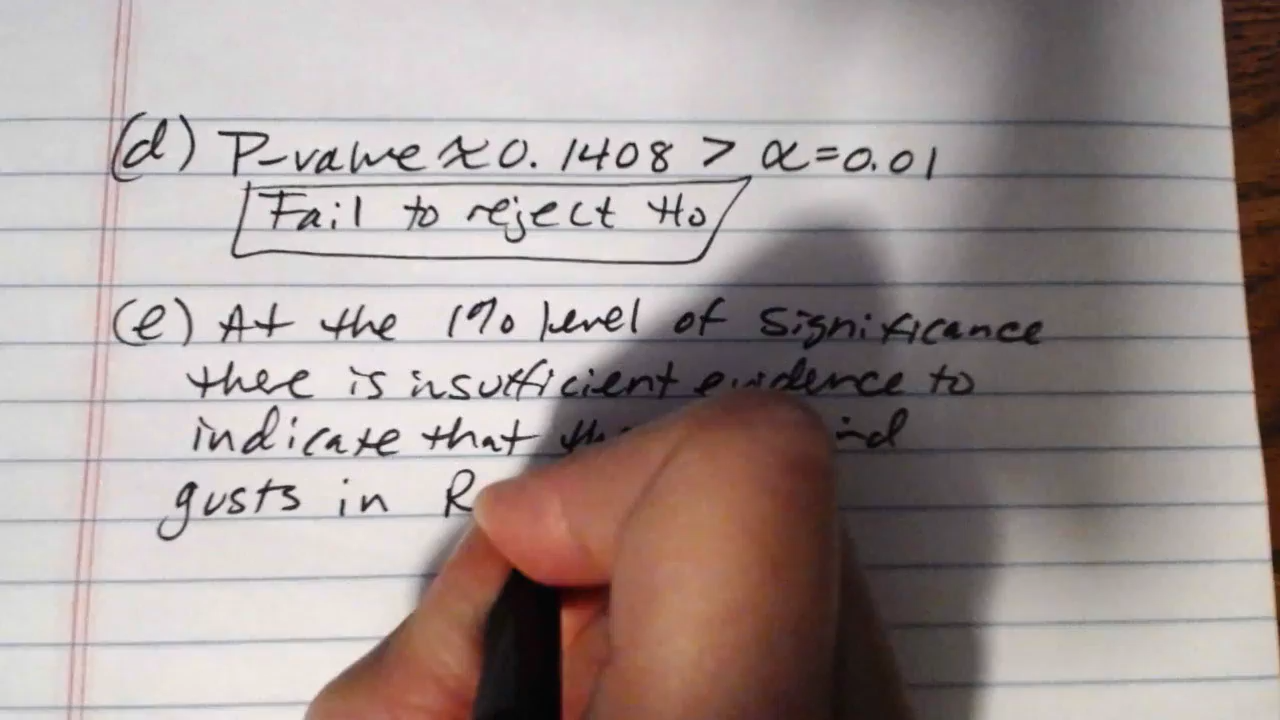 (d) P-value ≈ 0.1408 > α = 0.01
Fail to reject H₀
(e) At the 1% level of significance
there is insufficient evidence to
indicate that
gusts in R